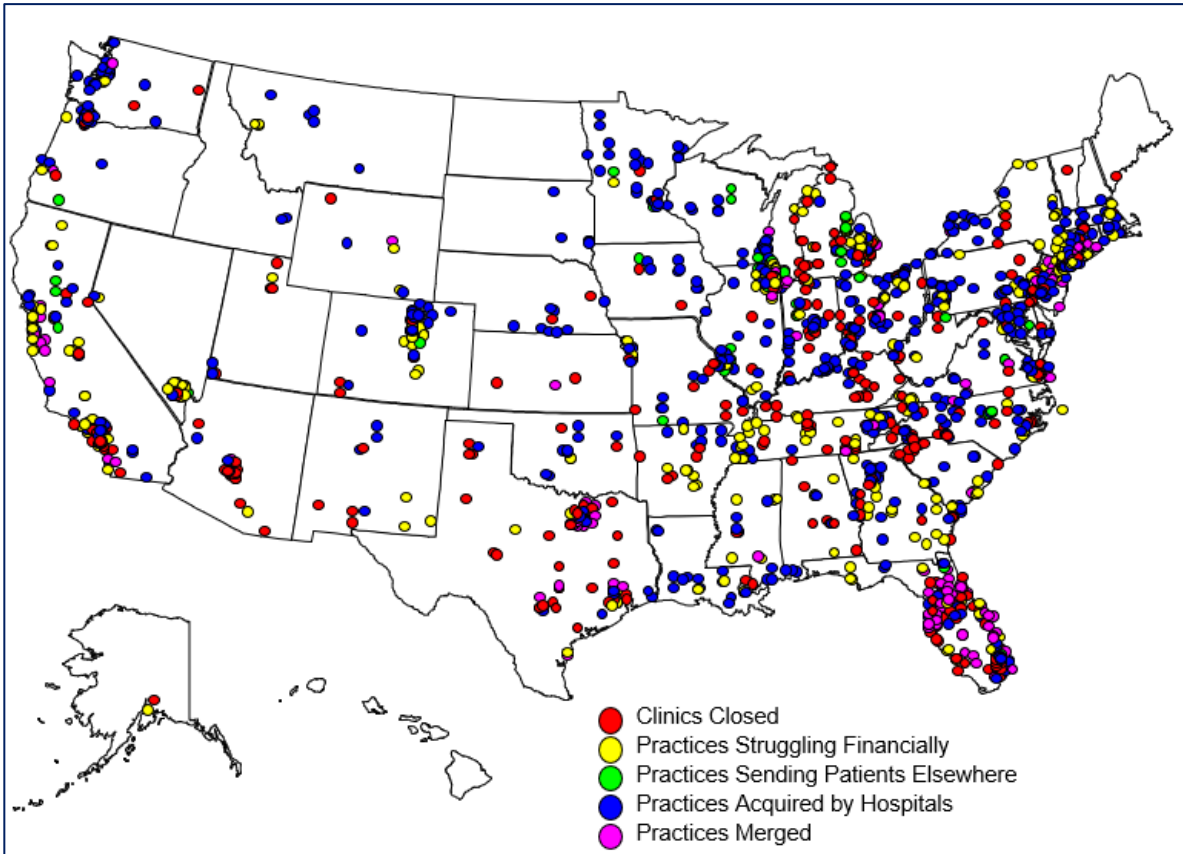 Clinics Closed
Practices Struggling Financially
Practices Sending Patients Elsewhere
Practices Acquired by Hospitals
Practices Merged